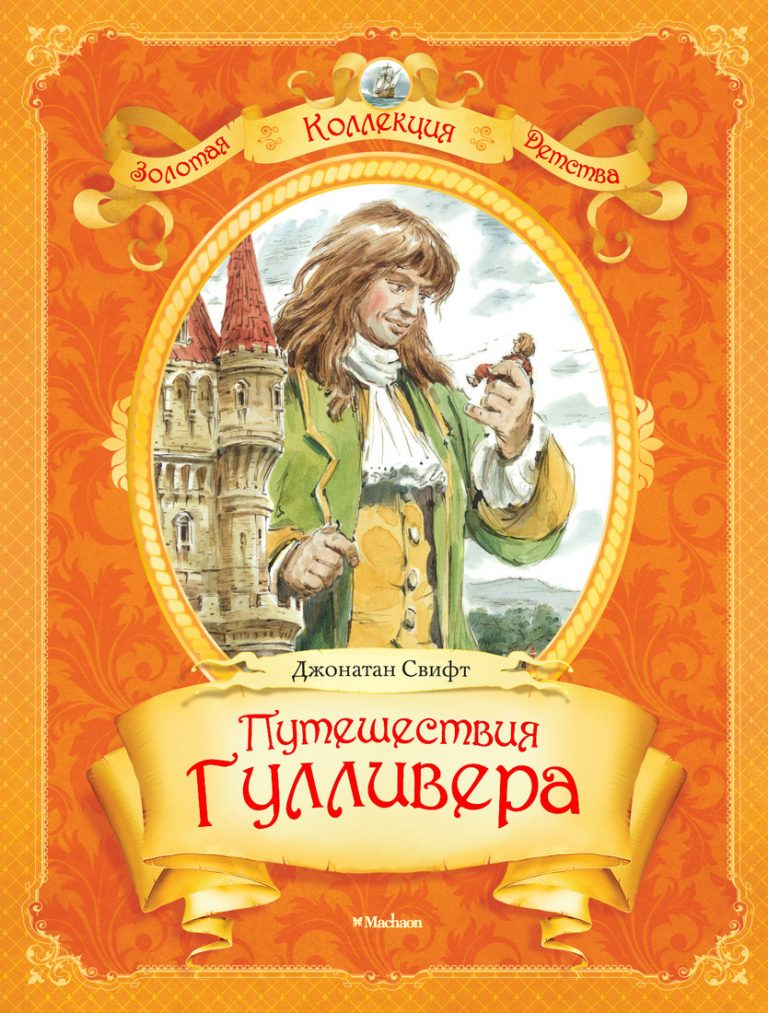 Золотая Коллекция Детства
Джонатан Свифт
Путешествия
Гулливера
Machaon